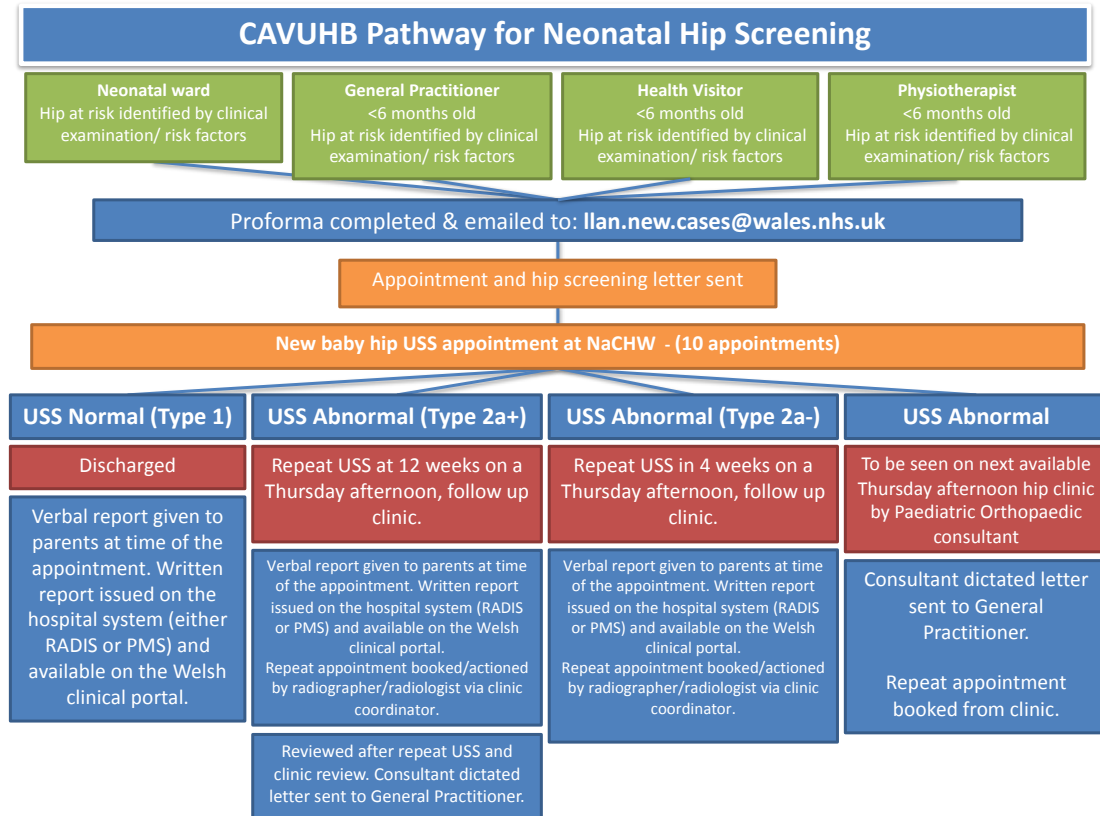 CAVUHB Pathway for Neonatal Hip Screening
Neonatal ward
Hip at risk identified by clinical
examination/ risk factors
General Practitioner
<6 months old
Hip at risk identified by clinical
examination/ risk factors
Health Visitor
<6 months old
Hip at risk identified by clinical
examination/ risk factors
Physiotherapist
<6 months old
Hip at risk identified by clinical
examination/ risk factors
Proforma completed & emailed to: llan.new.cases@wales.nhs.uk
Appointment and hip screening letter sent
New baby hip USS appointment at NaCHW - (10 appointments)
USS Normal (Type 1)
Discharged
Verbal report given to
parents at time of the
appointment. Written
report issued on the
hospital system (either
RADIS or PMS) and
available on the Welsh
clinical portal.
USS Abnormal (Type 2a+)
Repeat USS at 12 weeks on a
Thursday afternoon, follow up
clinic.
Verbal report given to parents at time
of the appointment. Written report
issued on the hospital system (RADIS
or PMS) and available on the Welsh
clinical portal.
Repeat appointment booked/actioned
by radiographer/radiologist via clinic
coordinator.
Reviewed after repeat USS and
clinic review. Consultant dictated
letter sent to General Practitioner.
USS Abnormal (Type 2a-)
Repeat USS in 4 weeks on a
Thursday afternoon, follow up
clinic.
Verbal report given to parents at time
of the appointment. Written report
issued on the hospital system (RADIS
or PMS) and available on the Welsh
clinical portal.
Repeat appointment booked/actioned
by radiographer/radiologist via clinic
coordinator.
USS Abnormal
To be seen on next available
Thursday afternoon hip clinic
by Paediatric Orthopaedic
consultant
Consultant dictated letter
sent to General
Practitioner.
Repeat appointment
booked from clinic.